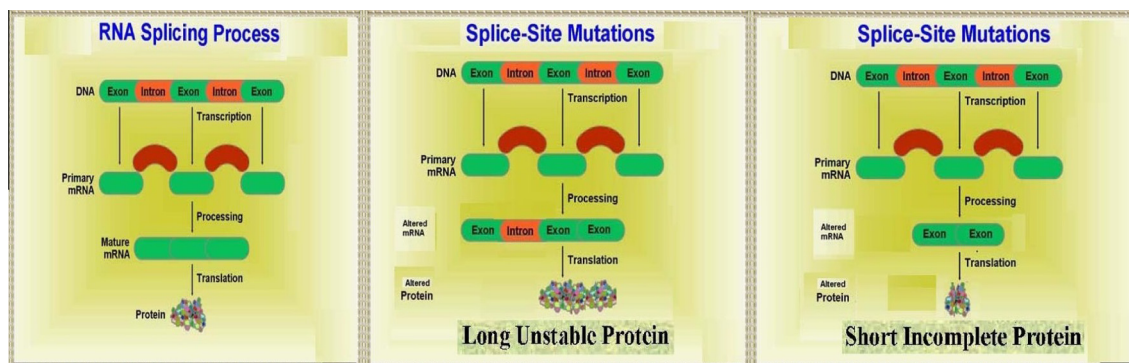 RNA Splicing Process
DNA Exon Intron Exon Intron Exon
Transcription
Primary
mRNA
Processing
Mature
mRNA
Translation
Protein
Splice-Site Mutations
DNA Exon Intron Exon Intron Exon
Transcription
Primary
mRNA
Processing
Altered
mRNA
Exon Intron Exon Exon
Translation
Altered
Protein
Long Unstable Protein
Splice-Site Mutations
DNA Exon Intron Exon Intron Exon
Transcription
Primary
mRNA
Processing
Altered
mRNA
Exon Exon
Translation
Altered
Protein
Short Incomplete Protein